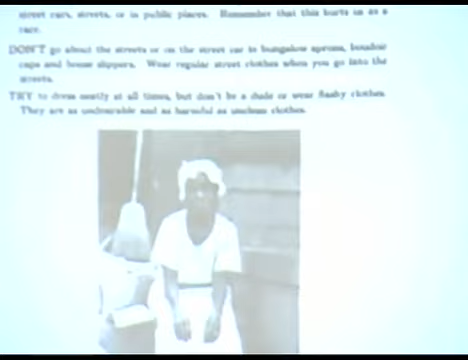 street cars, streets, or in public places. Remember that this hurts us as a
race.
DON'T go about the streets or on the street car in bungalow aprons, boudoir
caps and house slippers. Wear regular street clothes when you go into the
streets.
TRY to dress neatly at all times, but don't be a dude or wear flashy clothes.
They are as undesirable and as harmful as unclean clothes.